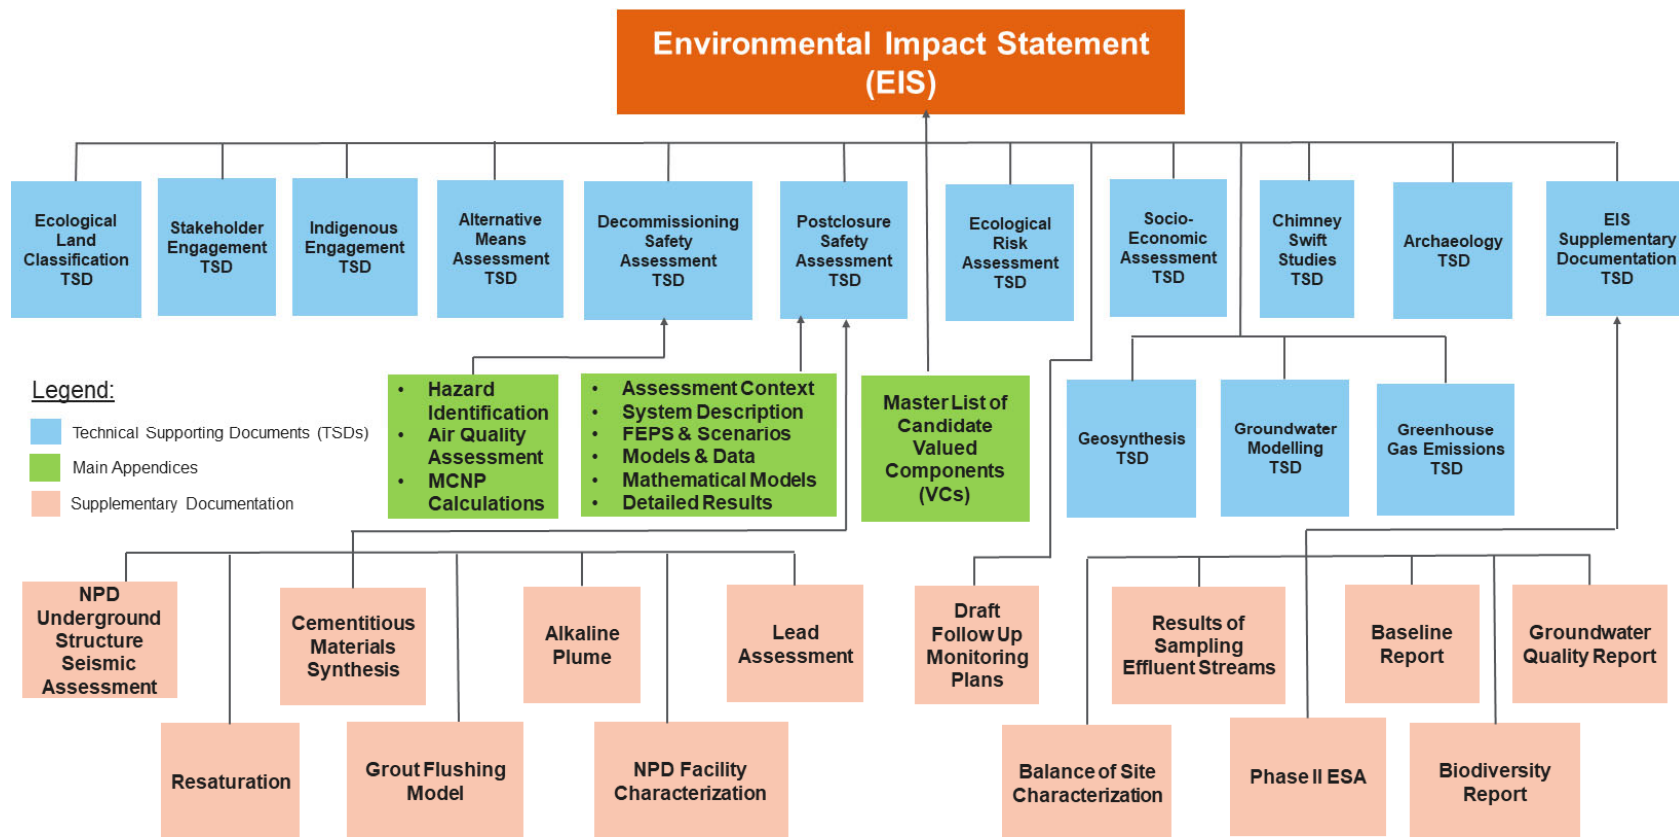 Environmental Impact Statement
(EIS)
Ecological
Land
Classification
TSD
Stakeholder
Engagement
TSD
Indigenous
Engagement
TSD
Alternative
Means
Assessment
TSD
Decommissioning
Safety
Assessment
TSD
Postclosure
Safety
Assessment
TSD
Ecological
Risk
Assessment
TSD
Socio-
Economic
Assessment
TSD
Chimney
Swift
Studies
TSD
Archaeology
TSD
EIS
Supplementary
Documentation
TSD
Legend:
Technical Supporting Documents (TSDs)
Main Appendices
Supplementary Documentation
• Hazard
Identification
• Air Quality
Assessment
• MCNP
Calculations
• Assessment Context
• System Description
• FEPS & Scenarios
• Models & Data
• Mathematical Models
• Detailed Results
Master List of
Candidate
Valued
Components
(VCs)
Geosynthesis
TSD
Groundwater
Modelling
TSD
Greenhouse
Gas Emissions
TSD
NPD
Underground
Structure
Seismic
Assessment
Cementitious
Materials
Synthesis
Alkaline
Plume
Lead
Assessment
Draft
Follow Up
Monitoring
Plans
Results of
Sampling
Effluent Streams
Baseline
Report
Groundwater
Quality Report
Resaturation
Grout Flushing
Model
NPD Facility
Characterization
Balance of Site
Characterization
Phase II ESA
Biodiversity
Report